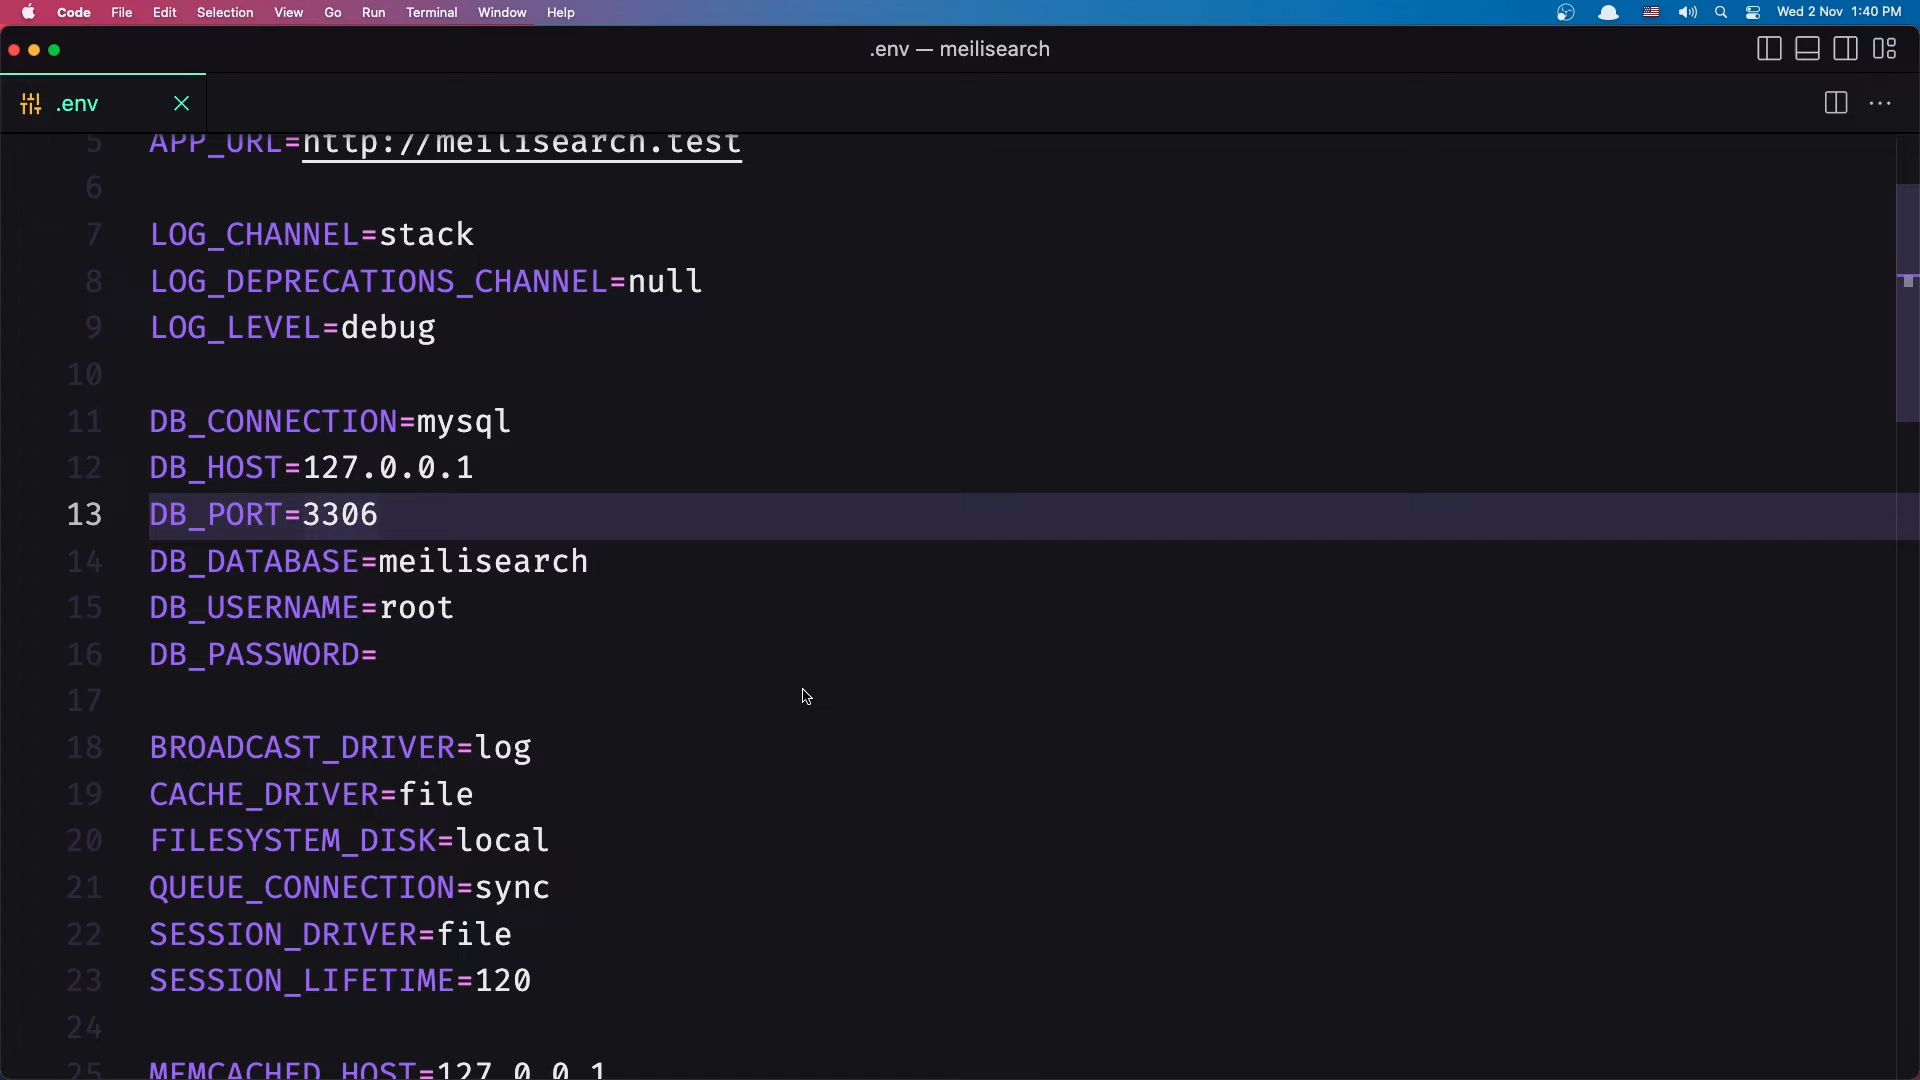 Code File Edit Selection View Go Run Terminal Window Help Wed 2 Nov 1:40 PM
.env — meilisearch
.env
5 APP_URL=http://meilisearch.test
6
7 LOG_CHANNEL=stack
8 LOG_DEPRECATIONS_CHANNEL=null
9 LOG_LEVEL=debug
10
11 DB_CONNECTION=mysql
12 DB_HOST=127.0.0.1
13 DB_PORT=3306
14 DB_DATABASE=meilisearch
15 DB_USERNAME=root
16 DB_PASSWORD=
17
18 BROADCAST_DRIVER=log
19 CACHE_DRIVER=file
20 FILESYSTEM_DISK=local
21 QUEUE_CONNECTION=sync
22 SESSION_DRIVER=file
23 SESSION_LIFETIME=120
24
25 MEMCACHED_HOST=127.0.0.1